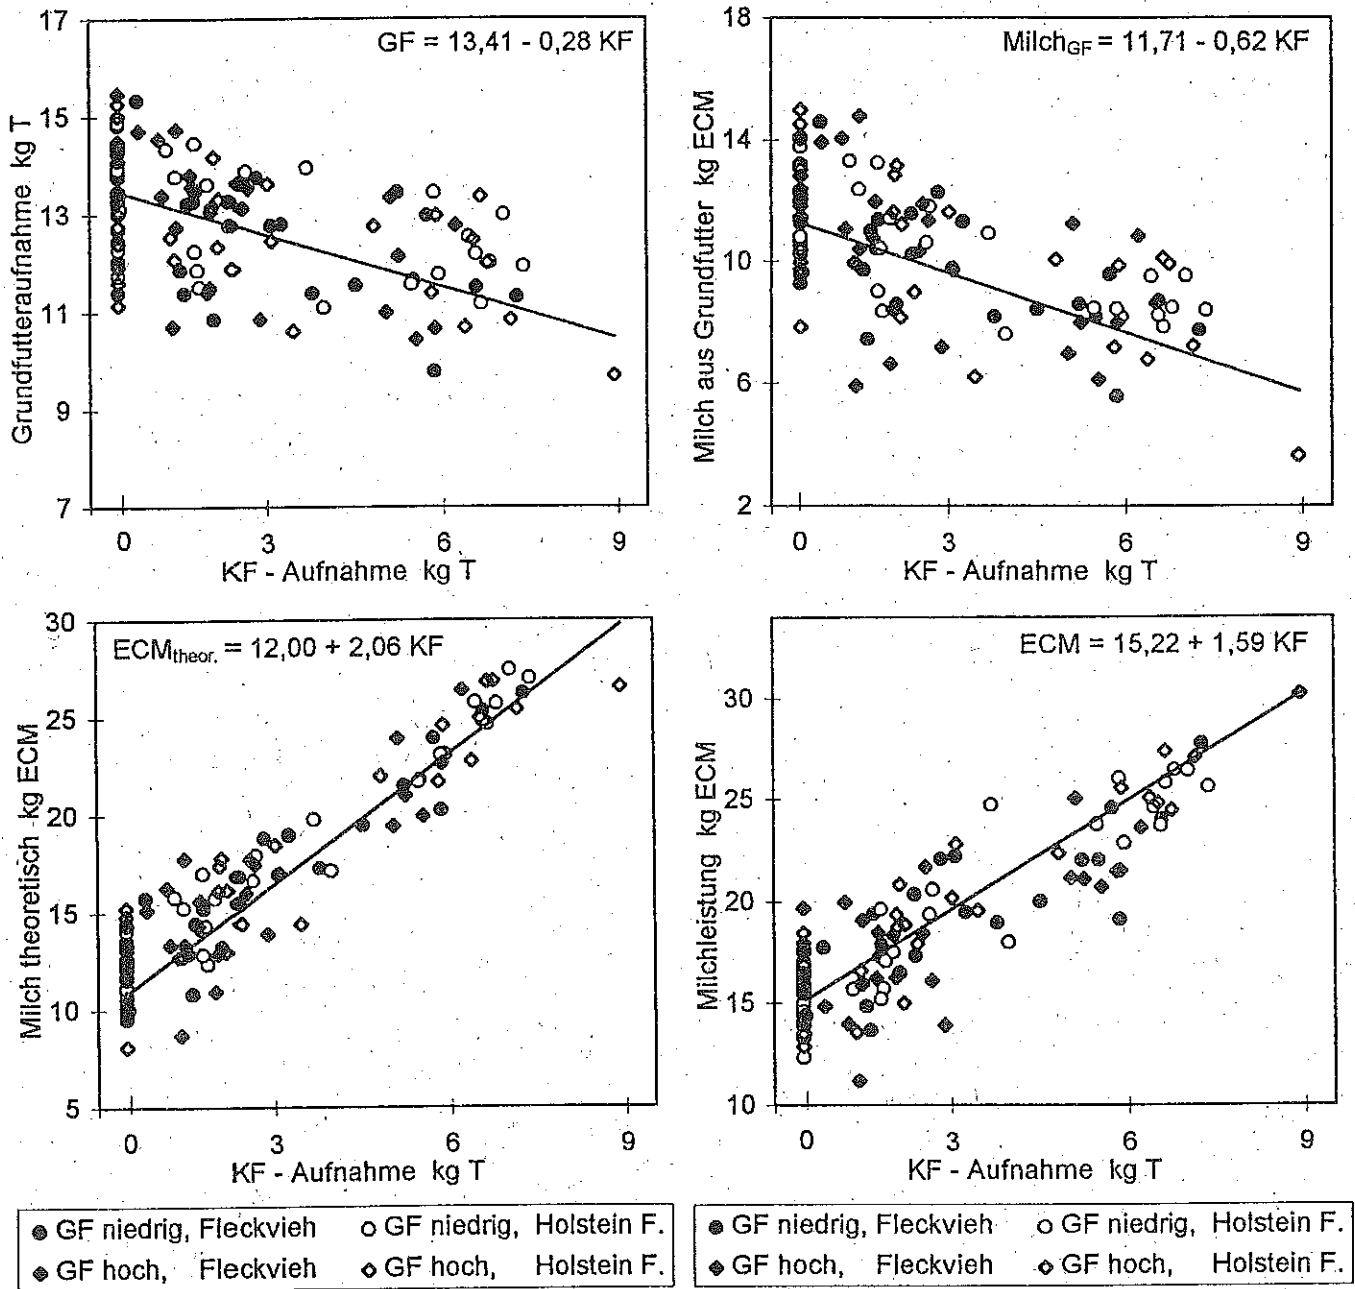 GF = 13,41 - 0,28 KF
Grundfutteraufnahme kg T
17
15
13
11
9
7
0 3 6 9
KF - Aufnahme kg T
Milch_GF = 11,71 - 0,62 KF
Milch aus Grundfutter kg ECM
18
14
10
6
2
0 3 6 9
KF - Aufnahme kg T
ECM_theor. = 12,00 + 2,06 KF
Milch theoretisch kg ECM
30
25
20
15
10
5
0 3 6 9
KF - Aufnahme kg T
ECM = 15,22 + 1,59 KF
Milchleistung kg ECM
30
25
20
15
10
0 3 6 9
KF - Aufnahme kg T
GF niedrig, Fleckvieh GF niedrig, Holstein F.
GF hoch, Fleckvieh GF hoch, Holstein F.
GF niedrig, Fleckvieh GF niedrig, Holstein F.
GF hoch, Fleckvieh GF hoch, Holstein F.